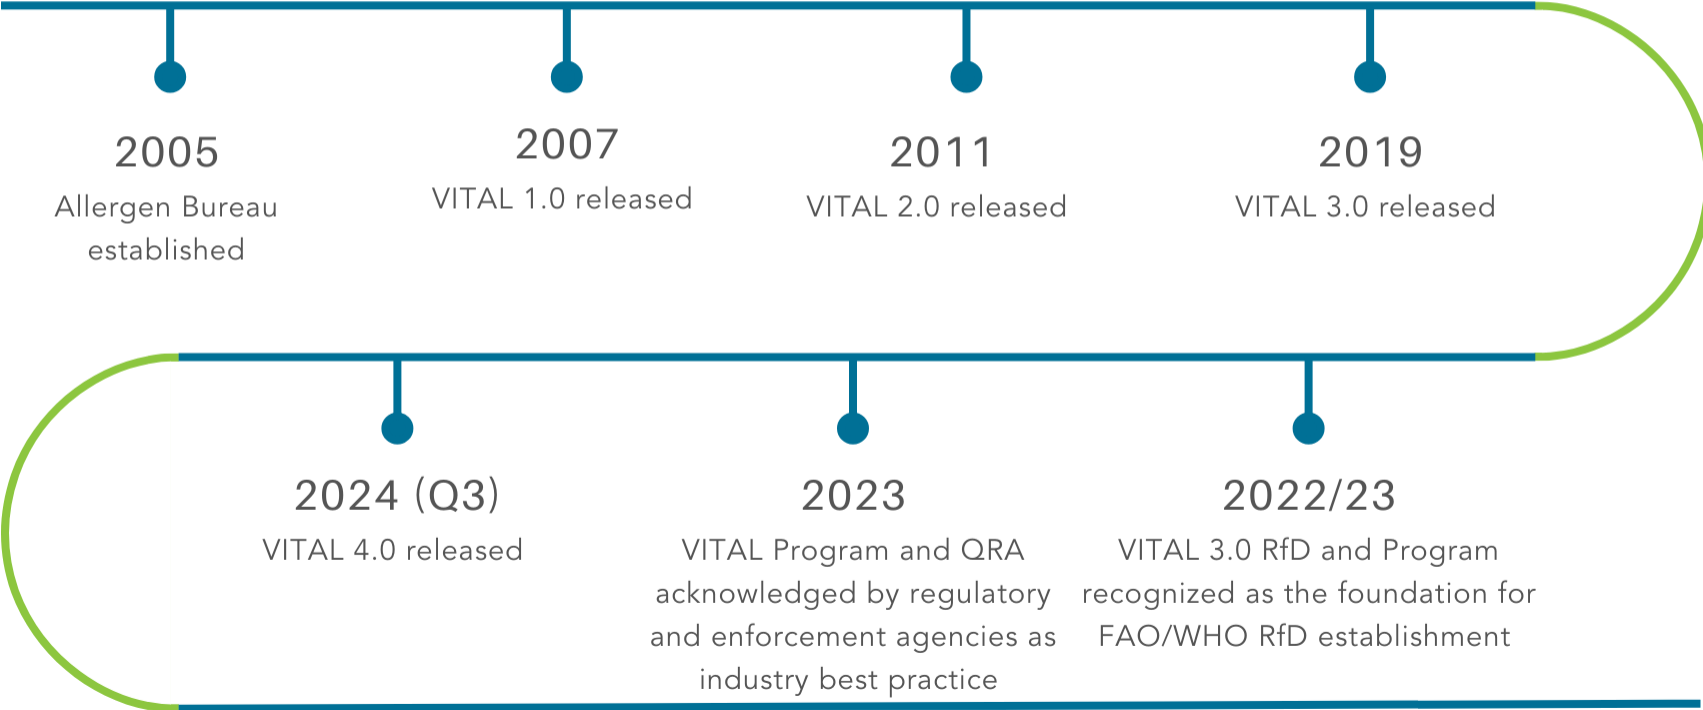 2005
Allergen Bureau
established
2007
VITAL 1.0 released
2011
VITAL 2.0 released
2019
VITAL 3.0 released
2022/23
VITAL 3.0 RfD and Program
recognized as the foundation for
FAO/WHO RfD establishment
2023
VITAL Program and QRA
acknowledged by regulatory
and enforcement agencies as
industry best practice
2024 (Q3)
VITAL 4.0 released